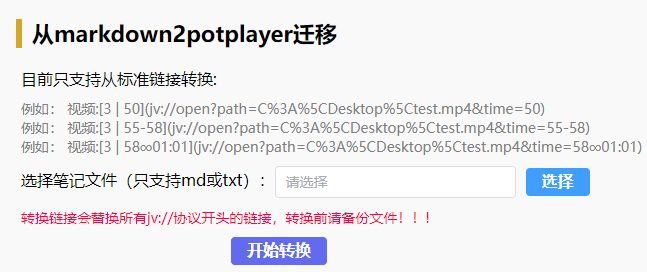 从markdown2potplayer迁移
目前只支持从标准链接转换:
例如： 视频:[3 | 50](jv://open?path=C%3A%5CDesktop%5Ctest.mp4&time=50)
例如： 视频:[3 | 55-58](jv://open?path=C%3A%5CDesktop%5Ctest.mp4&time=55-58)
例如： 视频:[3 | 58∞01:01](jv://open?path=C%3A%5CDesktop%5Ctest.mp4&time=58∞01:01)
选择笔记文件（只支持md或txt）： 请选择 选择
转换链接会替换所有jv://协议开头的链接，转换前请备份文件！！！
开始转换